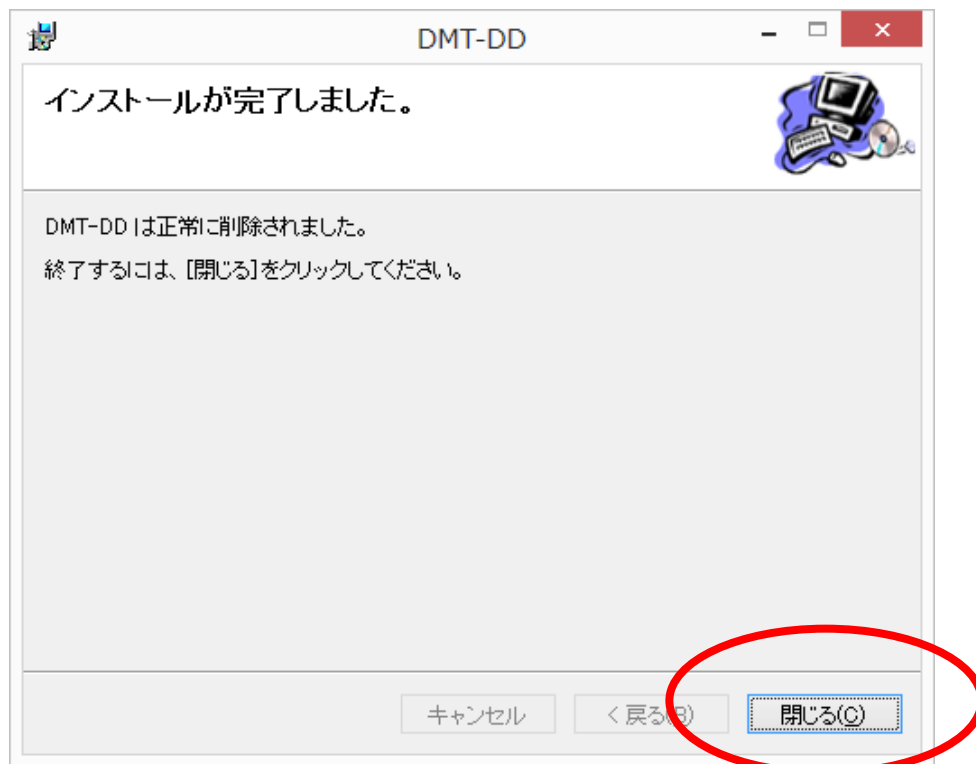 DMT-DD
インストールが完了しました。
DMT-DD は正常に削除されました。
終了するには、[閉じる]をクリックしてください。
キャンセル
< 戻る(B)
閉じる(C)